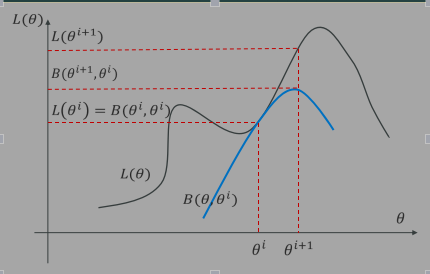 L(θ)
L(θ^{i+1})
B(θ^{i+1}, θ^i)
L(θ^i) = B(θ^i, θ^i)
L(θ)
B(θ, θ^i)
θ
θ^i θ^{i+1}